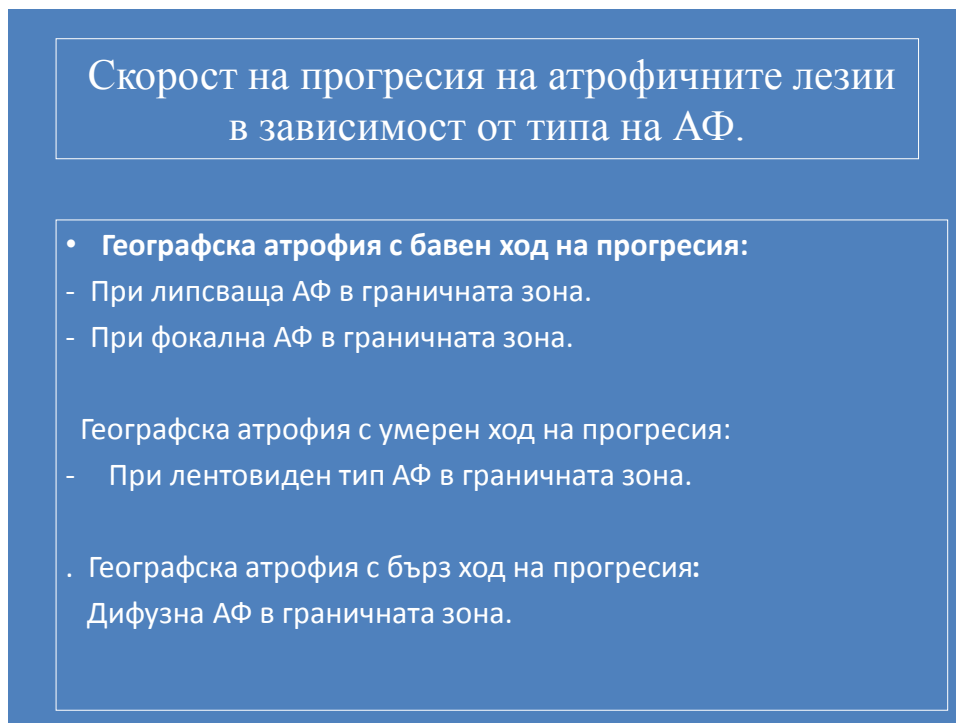 Скорост на прогресия на атрофичните лезии
в зависимост от типа на АФ.
• Географска атрофия с бавен ход на прогресия:
- При липсваща АФ в граничната зона.
- При фокална АФ в граничната зона.
Географска атрофия с умерен ход на прогресия:
- При лентовиден тип АФ в граничната зона.
. Географска атрофия с бърз ход на прогресия:
Дифузна АФ в граничната зона.